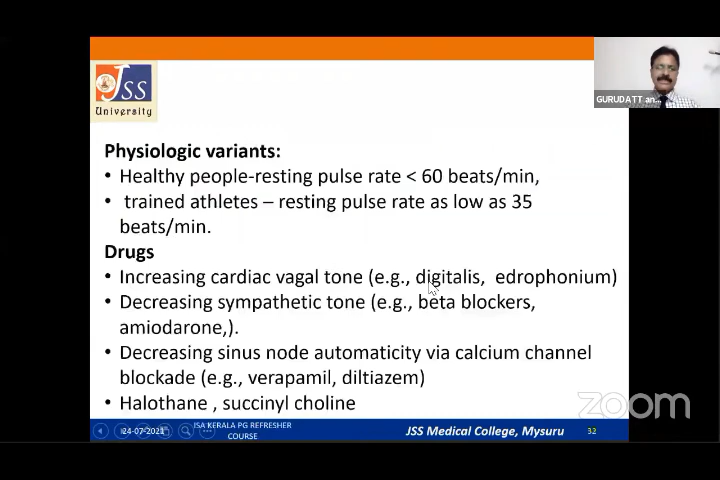 JSS
University
GURUDATT an...
Physiologic variants:
• Healthy people-resting pulse rate < 60 beats/min,
• trained athletes – resting pulse rate as low as 35
beats/min.
Drugs
• Increasing cardiac vagal tone (e.g., digitalis, edrophonium)
• Decreasing sympathetic tone (e.g., beta blockers,
amiodarone,).
• Decreasing sinus node automaticity via calcium channel
blockade (e.g., verapamil, diltiazem)
• Halothane , succinyl choline
zoom
24-07-2021
ISA KERALA PG REFRESHER
COURSE
JSS Medical College, Mysuru
32